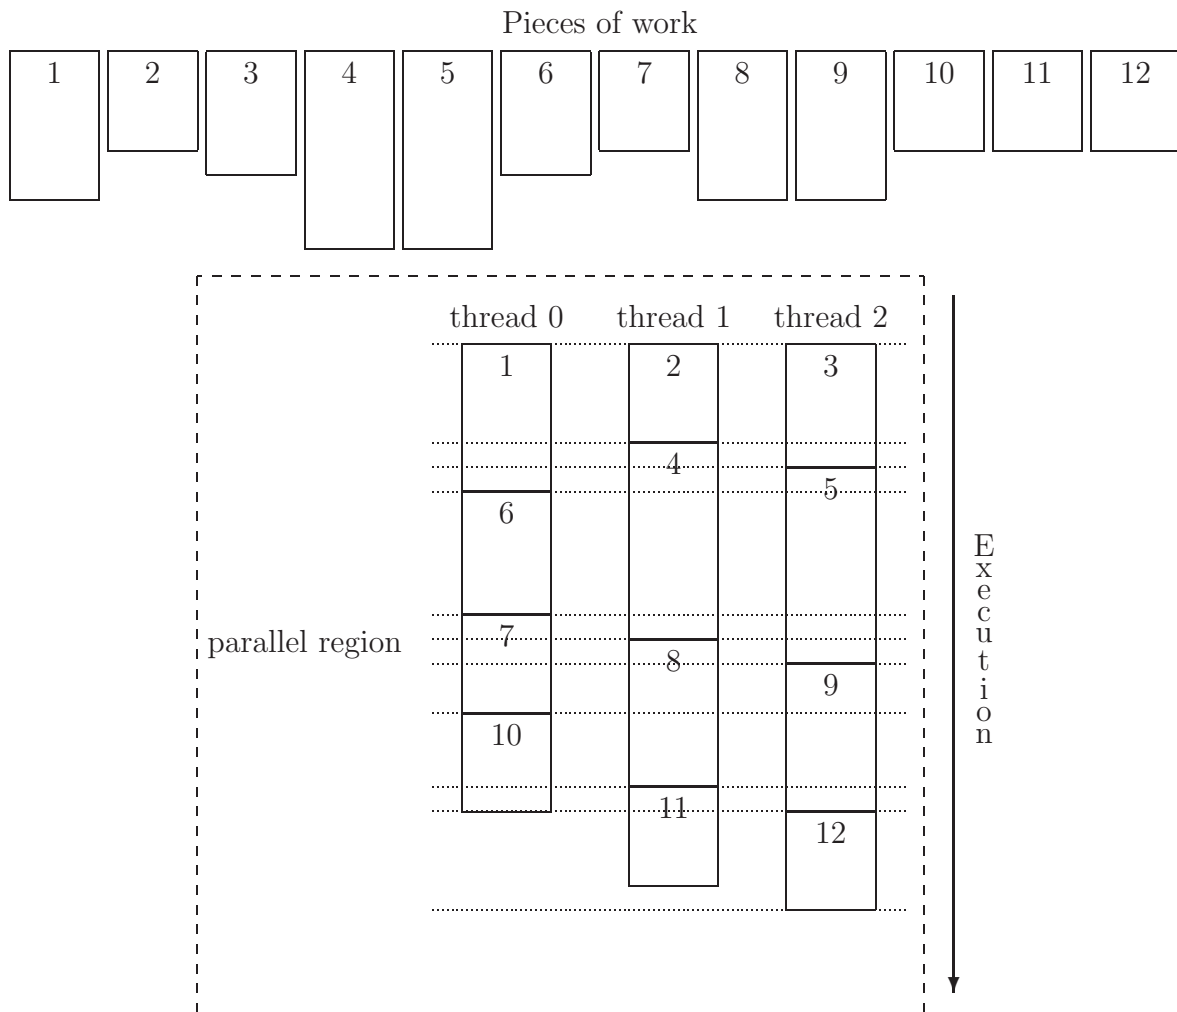 Pieces of work
1 2 3 4 5 6 7 8 9 10 11 12
thread 0 thread 1 thread 2
1 2 3
4
5
6
7
parallel region
8
9
10
11
12
Execution